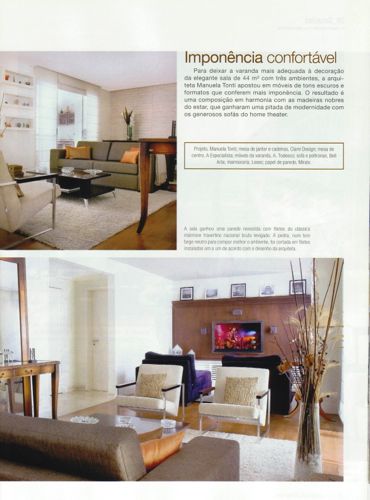 Imponência confortável
Para deixar a varanda mais adequada à decoração
da elegante sala de 44 m² com três ambientes, a arqui-
teta Manuela Tonti apostou em móveis de tons escuros e
formatos que conferem mais imponência. O resultado é
uma composição em harmonia com as madeiras nobres
do estar, que ganharam uma pitada de modernidade com
os generosos sofás do home theater.
Projeto, Manuela Tonti; mesa de jantar e cadeiras, Claire Design; mesa de
centro, A Especialista; móveis da varanda, A. Todesco; sofá e poltronas, Bell
Arte; marmoraria, Lasec; papel de parede, Mirara.
A sala ganhou uma parede revestida com filetes do clássico
mármore travertino nacional bruto levigado. A pedra, num tom
bege neutro para compor melhor o ambiente, foi cortada em filetes
instalados um a um de acordo com o desenho da arquiteta.